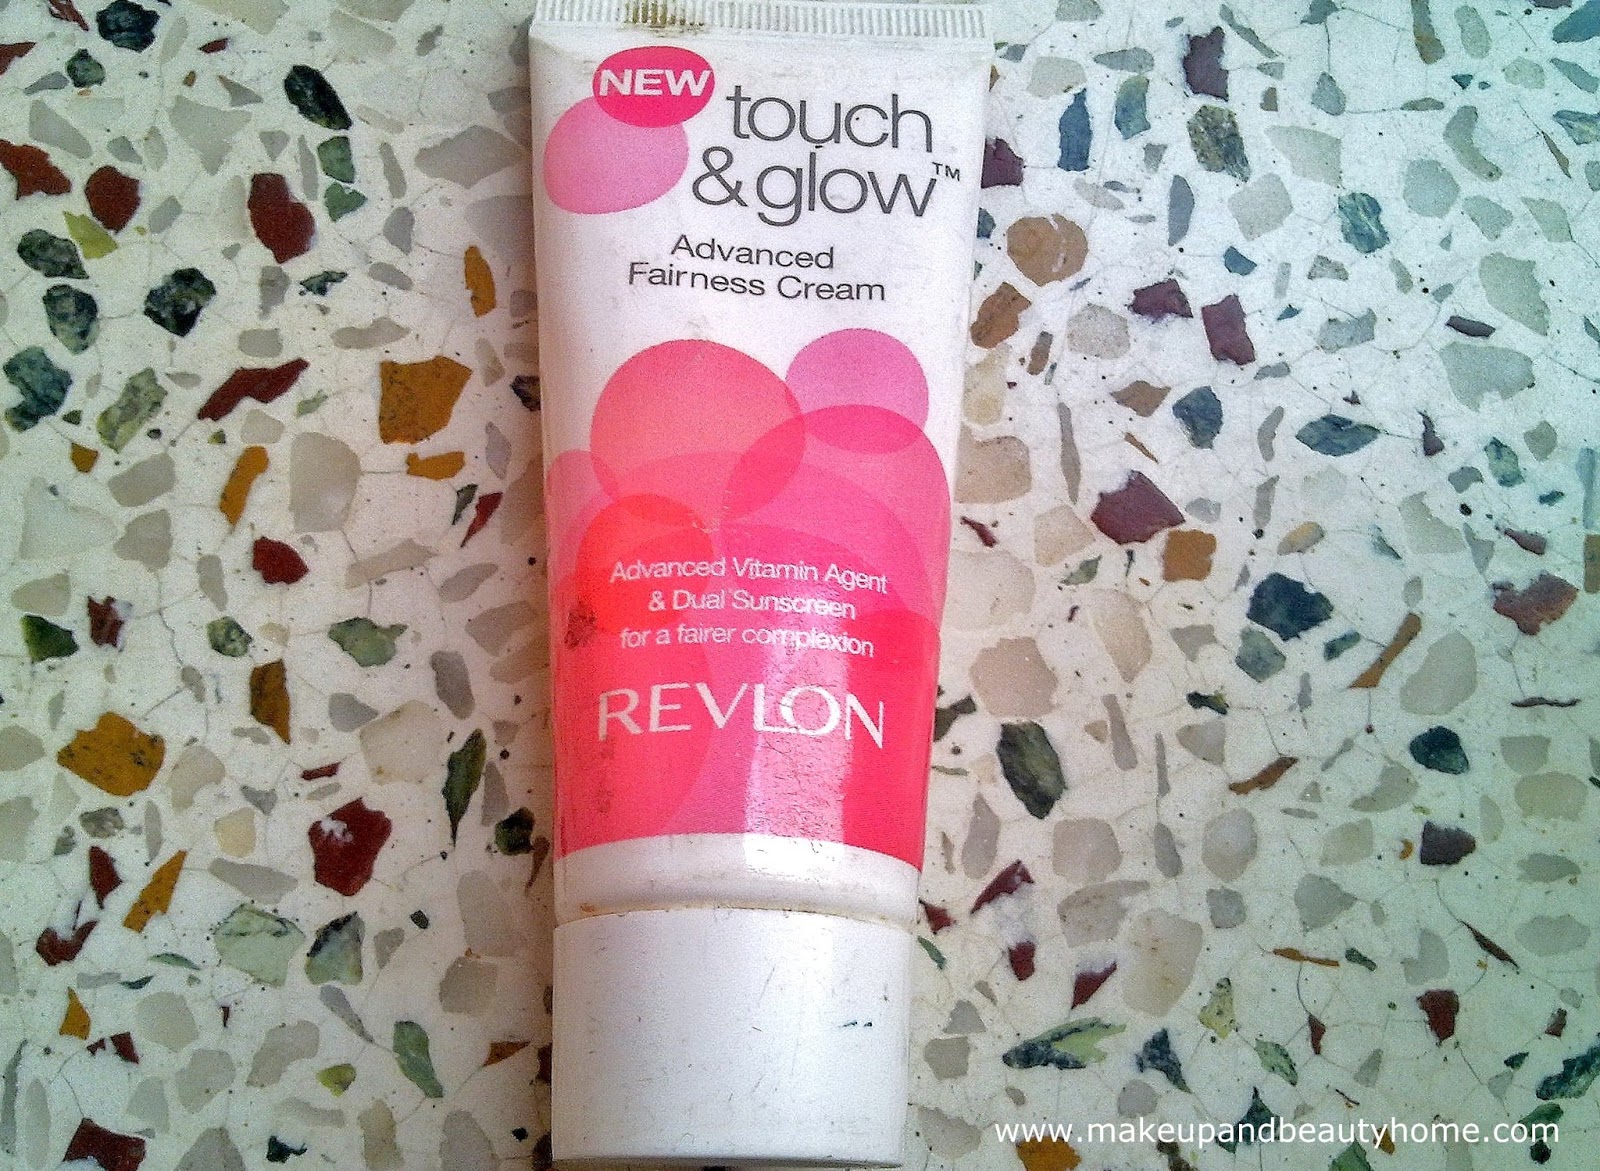 NEW
touch
& glow™
Advanced
Fairness Cream
Advanced Vitamin Agent
& Dual Sunscreen
for a fairer complexion
REVLON
www.makeupandbeautyhome.com